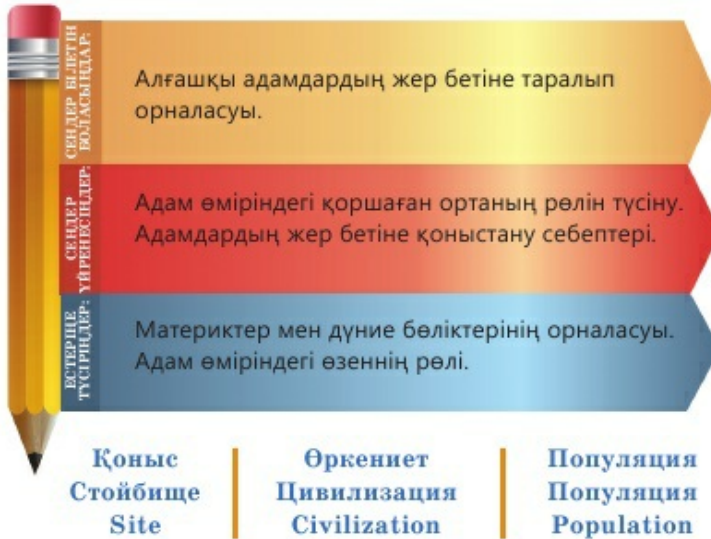 СЕНДЕР БІЛЕТІН
БОЛАСЫҢДАР:
Алғашқы адамдардың жер бетіне таралып
орналасуы.
СЕНДЕР
ҮЙРЕНЕСІҢДЕР:
Адам өміріндегі қоршаған ортаның рөлін түсіну.
Адамдардың жер бетіне қоныстану себептері.
ЕСТЕРІҢЕ
ТҮСІРІҢДЕР:
Материктер мен дүние бөліктерінің орналасуы.
Адам өміріндегі өзеннің рөлі.
Қоныс
Стойбище
Site
Өркениет
Цивилизация
Civilization
Популяция
Популяция
Population